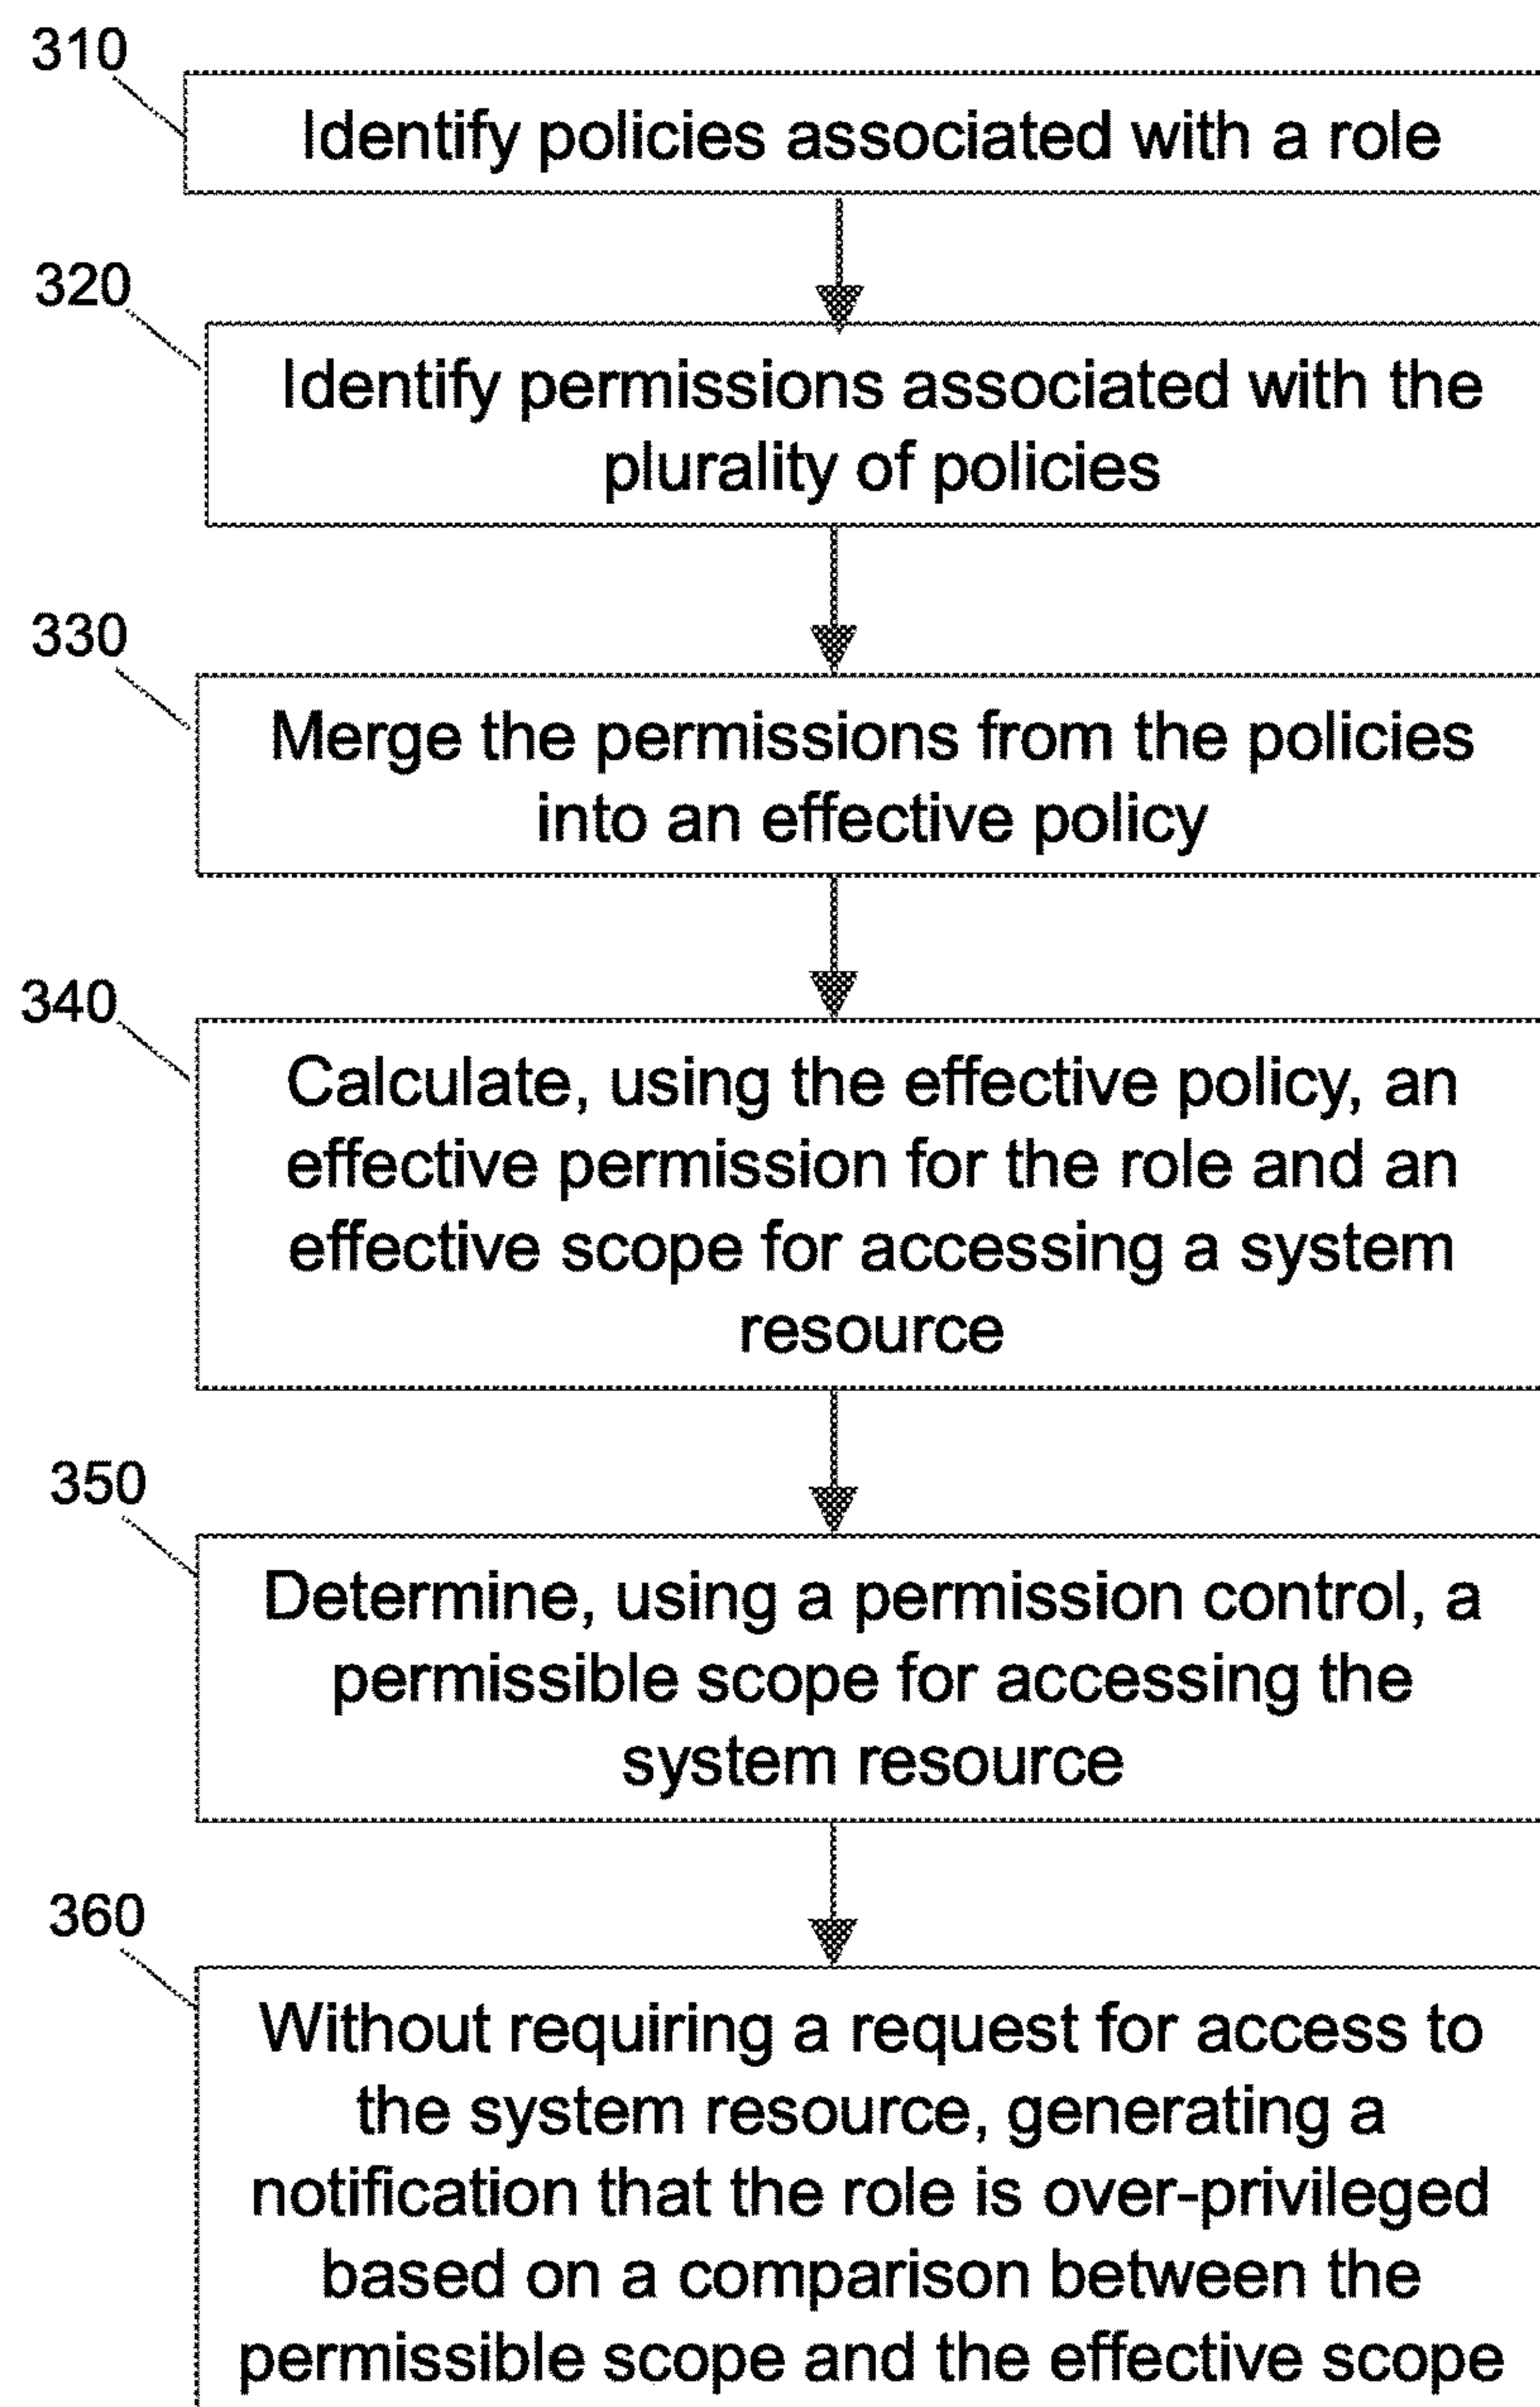 310
Identify policies associated with a role
320
Identify permissions associated with the
plurality of policies
330
Merge the permissions from the policies
into an effective policy
340
Calculate, using the effective policy, an
effective permission for the role and an
effective scope for accessing a system
resource
350
Determine, using a permission control, a
permissible scope for accessing the
system resource
360
Without requiring a request for access to
the system resource, generating a
notification that the role is over-privileged
based on a comparison between the
permissible scope and the effective scope